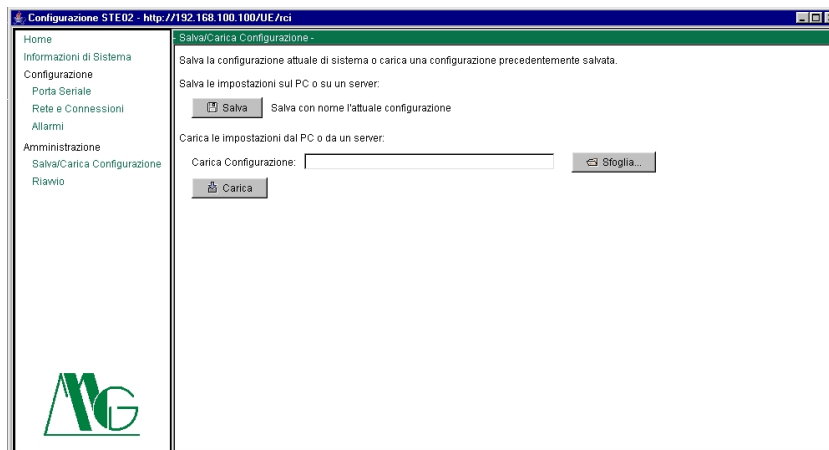 Configurazione STE02 - http://192.168.100.100/UE/rci
Home
Informazioni di Sistema
Configurazione
Porta Seriale
Rete e Connessioni
Allarmi
Amministrazione
Salva/Carica Configurazione
Riavvio
- Salva/Carica Configurazione -
Salva la configurazione attuale di sistema o carica una configurazione precedentemente salvata.
Salva le impostazioni sul PC o su un server:
Salva Salva con nome l'attuale configurazione
Carica le impostazioni dal PC o da un server:
Carica Configurazione: Sfoglia...
Carica
MG